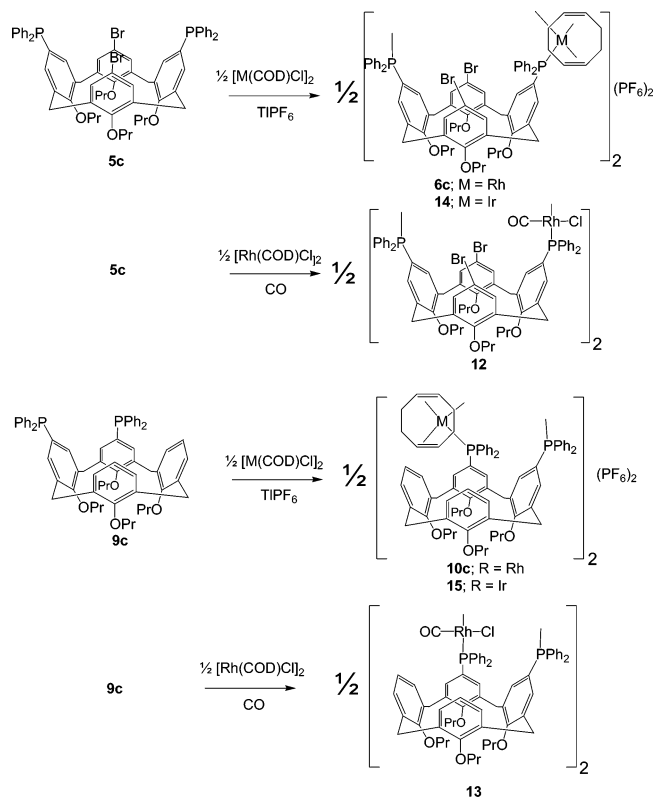 Ph₂P Br PPh₂
Br
PrO
OPr PrO
OPr
5c
½ [M(COD)Cl]₂
TlPF₆
½
M
Ph₂P Br Ph₂P
Br
PrO
OPr PrO
OPr
2
(PF₆)₂
6c; M = Rh
14; M = Ir
5c
½ [Rh(COD)Cl]₂
CO
½
OC Rh Cl
Ph₂P Br PPh₂
Br
PrO
OPr PrO
OPr
2
12
Ph₂P PPh₂
PrO
OPr PrO
OPr
9c
½ [M(COD)Cl]₂
TlPF₆
½
M
PPh₂ PPh₂
PrO
OPr PrO
OPr
2
(PF₆)₂
10c; R = Rh
15; R = Ir
9c
½ [Rh(COD)Cl]₂
CO
½
OC Rh Cl
PPh₂ PPh₂
PrO
OPr PrO
OPr
2
13